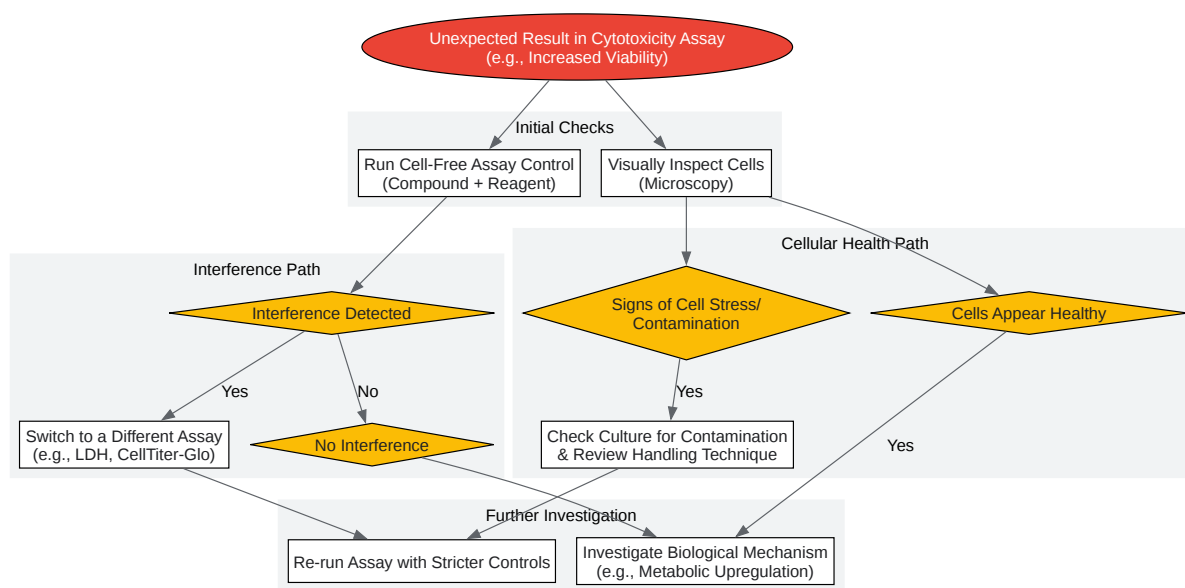 Unexpected Result in Cytotoxicity Assay
(e.g., Increased Viability)
Initial Checks
Run Cell-Free Assay Control
(Compound + Reagent)
Visually Inspect Cells
(Microscopy)
Interference Path
Cellular Health Path
Interference Detected
Signs of Cell Stress/
Contamination
Cells Appear Healthy
Yes
No
Yes
Yes
Switch to a Different Assay
(e.g., LDH, CellTiter-Glo)
No Interference
Check Culture for Contamination
& Review Handling Technique
Further Investigation
Re-run Assay with Stricter Controls
Investigate Biological Mechanism
(e.g., Metabolic Upregulation)